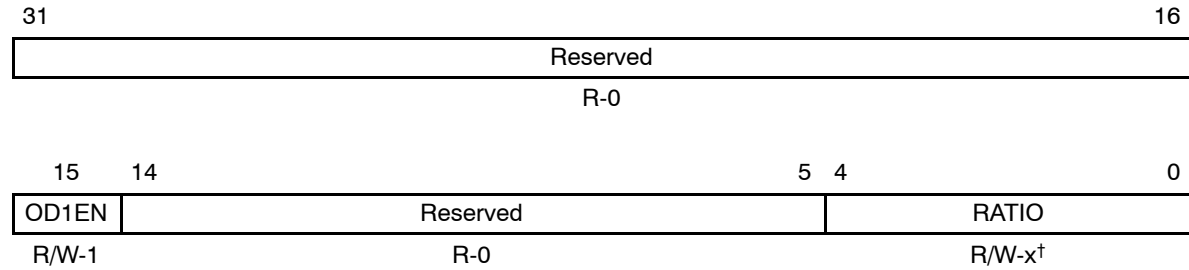 31 16
Reserved
R-0
15 14 5 4 0
OD1EN Reserved RATIO
R/W-1 R-0 R/W-x†